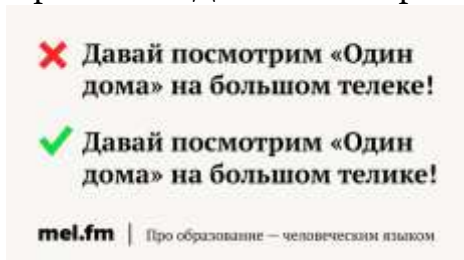 Давай посмотрим «Один
дома» на большом телеке!
Давай посмотрим «Один
дома» на большом телике!
mel.fm | Про образование — человеческим языком